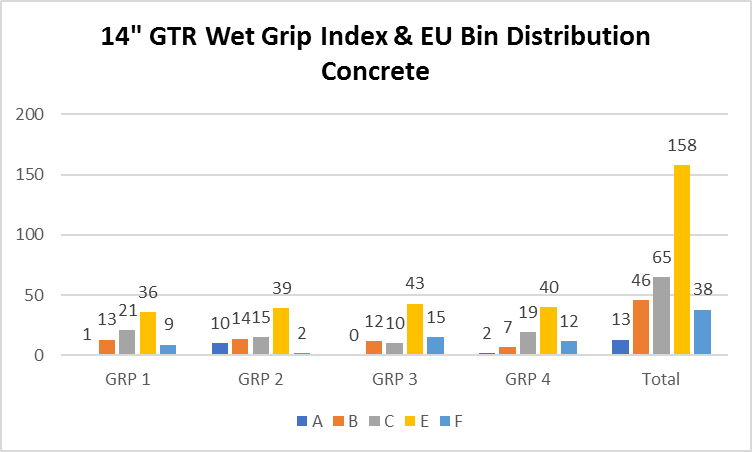 14" GTR Wet Grip Index & EU Bin Distribution
Concrete
200
150
100
50
0
1 13 21 36 9
10 14 15 39 2
0 12 10 43 15
2 7 19 40 12
13 46 65 158 38
GRP 1 GRP 2 GRP 3 GRP 4 Total
A B C E F